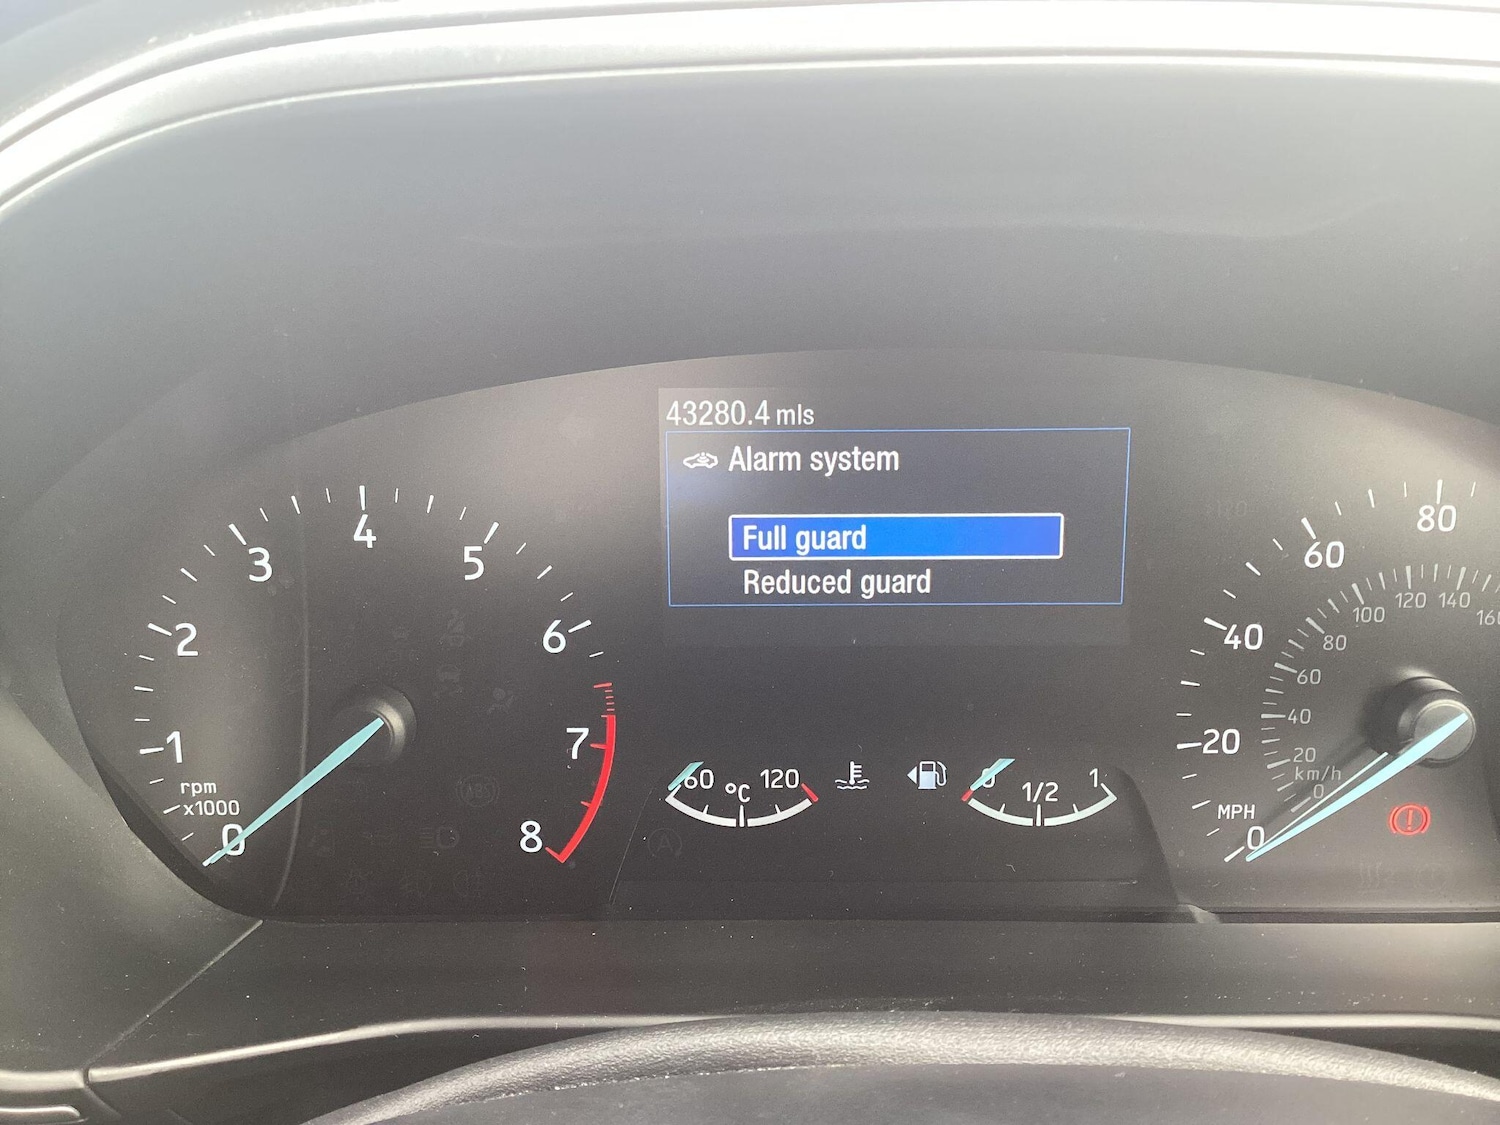 43280.4 mls
Alarm system
Full guard
Reduced guard
0 1 2 3 4 5 6 7 8
rpm
x1000
60 °C 120
0 1/2 1
0 20 40 60 80
MPH
0 20 40 60 80 100 120 140
km/h
(A)
(ABS)